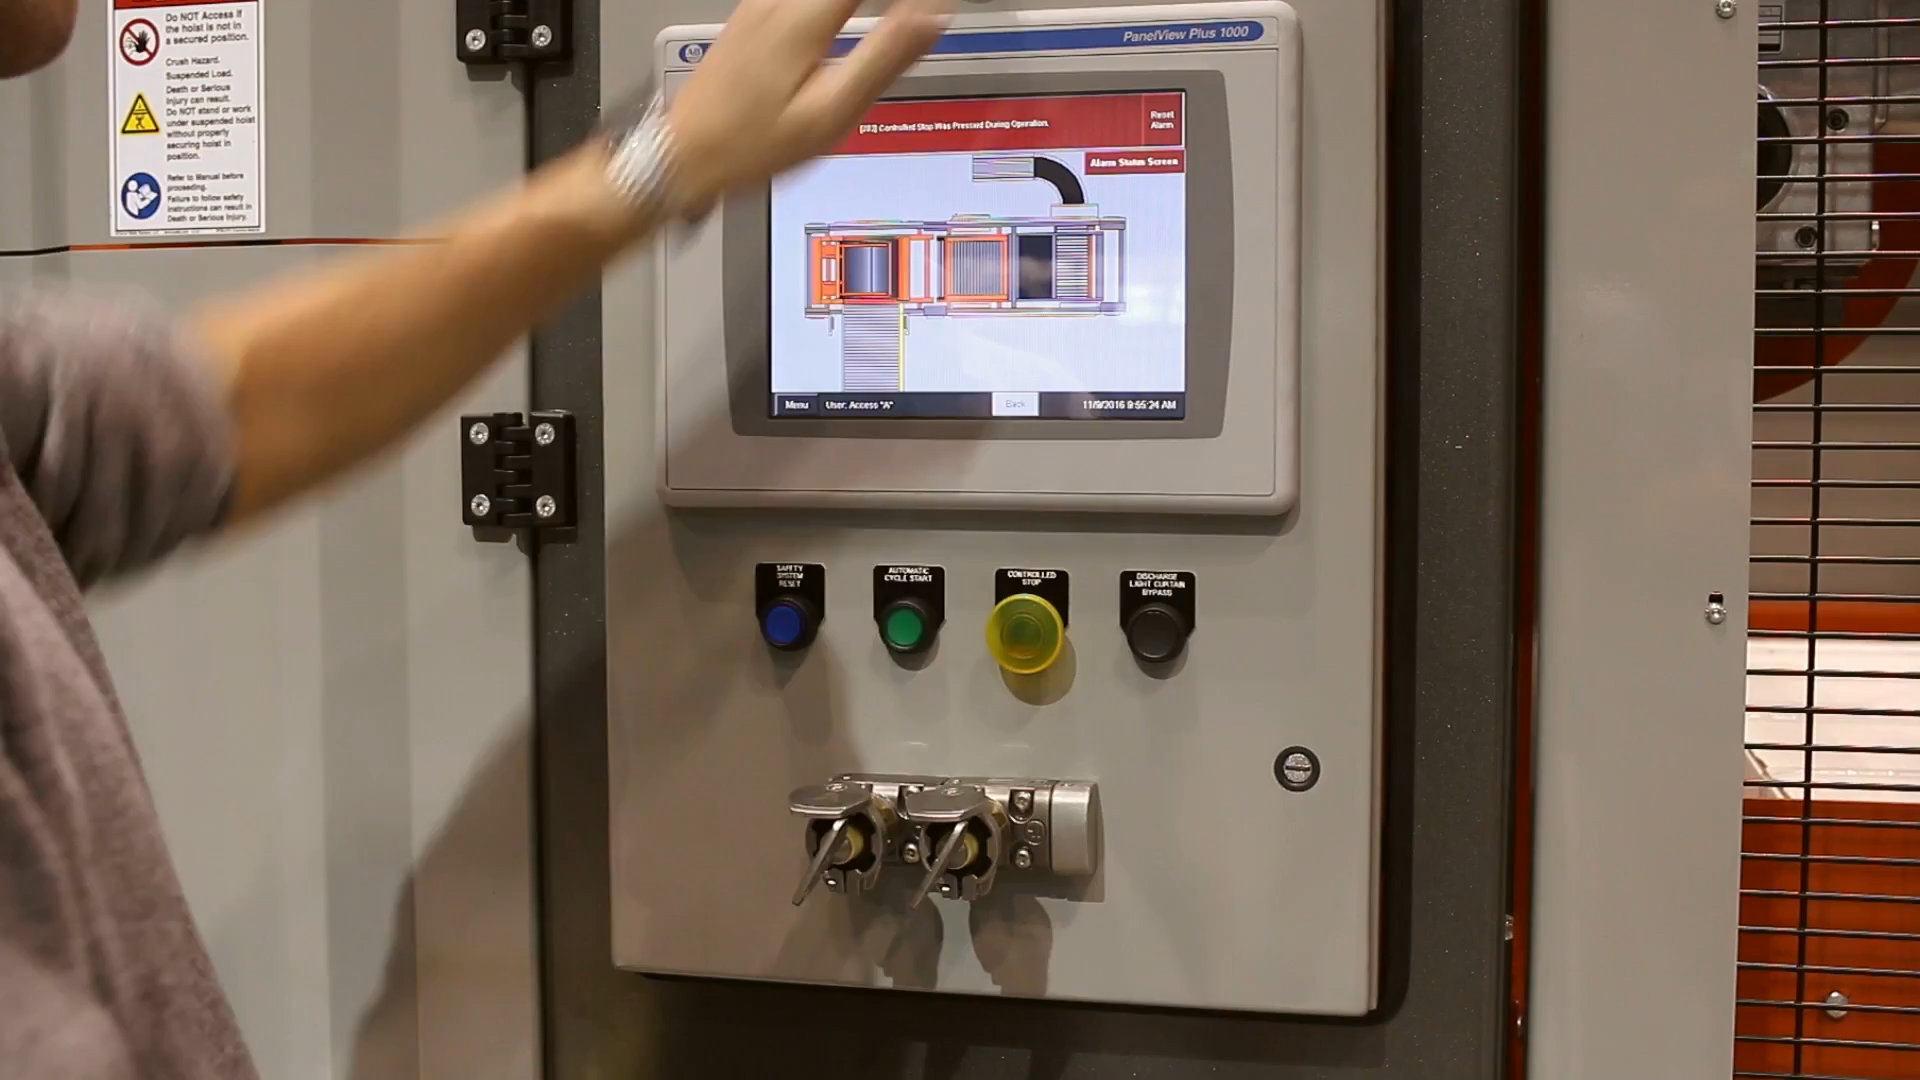 Do NOT Access if
the hoist is not in
a secured position.
Crush Hazard.
Suspended Load.
Death or Serious
Injury can result.
Do NOT stand or work
under suspended hoist
without properly
securing hoist in
position.
Refer to Manual before
proceeding.
Failure to follow safety
instructions can result in
Death or Serious Injury.
AB
PanelView Plus 1000
[202] Controlled Stop Was Pressed During Operation.
Reset
Alarm
Alarm Status Screen
Menu
User: Access "A"
Back
11/9/2016 9:55:24 AM
SAFETY
SYSTEM
RESET
AUTOMATIC
CYCLE START
CONTROLLED
STOP
DISCHARGE
LIGHT CURTAIN
BYPASS